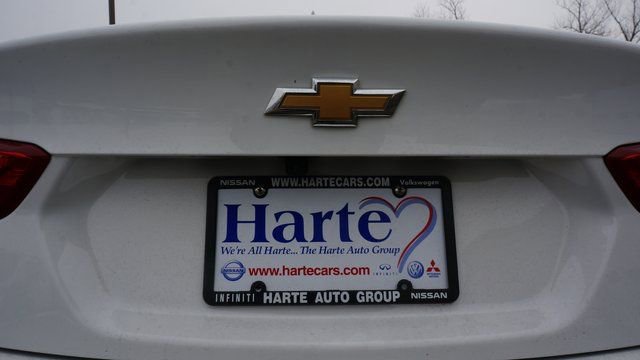 NISSAN WWW.HARTECARS.COM Volkswagen
Harte
We're All Harte... The Harte Auto Group
www.hartecars.com INFINITI
INFINITI HARTE AUTO GROUP NISSAN